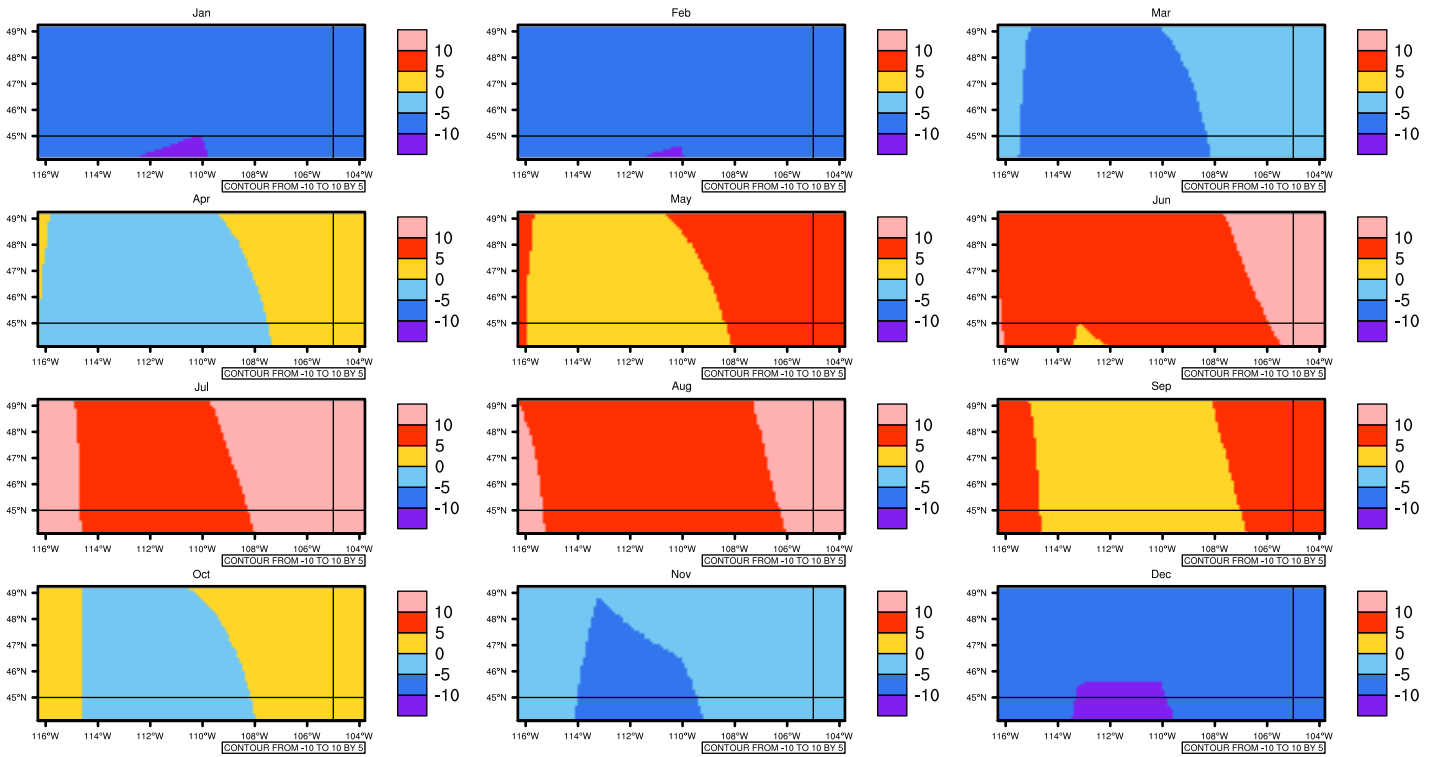 Jan Feb Mar
49°N 10 49°N 10 49°N 10
48°N 5 48°N 5 48°N 5
47°N 0 47°N 0 47°N 0
46°N -5 46°N -5 46°N -5
45°N -10 45°N -10 45°N -10
116°W 114°W 112°W 110°W 108°W 106°W 104°W 116°W 114°W 112°W 110°W 108°W 106°W 104°W 116°W 114°W 112°W 110°W 108°W 106°W 104°W
CONTOUR FROM -10 TO 10 BY 5 CONTOUR FROM -10 TO 10 BY 5 CONTOUR FROM -10 TO 10 BY 5
Apr May Jun
49°N 10 49°N 10 49°N 10
48°N 5 48°N 5 48°N 5
47°N 0 47°N 0 47°N 0
46°N -5 46°N -5 46°N -5
45°N -10 45°N -10 45°N -10
116°W 114°W 112°W 110°W 108°W 106°W 104°W 116°W 114°W 112°W 110°W 108°W 106°W 104°W 116°W 114°W 112°W 110°W 108°W 106°W 104°W
CONTOUR FROM -10 TO 10 BY 5 CONTOUR FROM -10 TO 10 BY 5 CONTOUR FROM -10 TO 10 BY 5
Jul Aug Sep
49°N 10 49°N 10 49°N 10
48°N 5 48°N 5 48°N 5
47°N 0 47°N 0 47°N 0
46°N -5 46°N -5 46°N -5
45°N -10 45°N -10 45°N -10
116°W 114°W 112°W 110°W 108°W 106°W 104°W 116°W 114°W 112°W 110°W 108°W 106°W 104°W 116°W 114°W 112°W 110°W 108°W 106°W 104°W
CONTOUR FROM -10 TO 10 BY 5 CONTOUR FROM -10 TO 10 BY 5 CONTOUR FROM -10 TO 10 BY 5
Oct Nov Dec
49°N 10 49°N 10 49°N 10
48°N 5 48°N 5 48°N 5
47°N 0 47°N 0 47°N 0
46°N -5 46°N -5 46°N -5
45°N -10 45°N -10 45°N -10
116°W 114°W 112°W 110°W 108°W 106°W 104°W 116°W 114°W 112°W 110°W 108°W 106°W 104°W 116°W 114°W 112°W 110°W 108°W 106°W 104°W
CONTOUR FROM -10 TO 10 BY 5 CONTOUR FROM -10 TO 10 BY 5 CONTOUR FROM -10 TO 10 BY 5